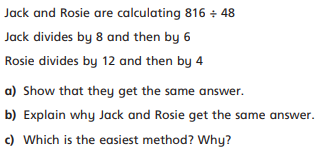 Jack and Rosie are calculating 816 ÷ 48
Jack divides by 8 and then by 6
Rosie divides by 12 and then by 4
a) Show that they get the same answer.
b) Explain why Jack and Rosie get the same answer.
c) Which is the easiest method? Why?